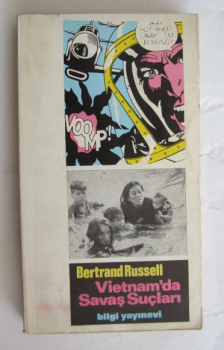 VOOMP!
Bertrand Russell
Vietnam'da
Savaş Suçları
bilgi yayınevi